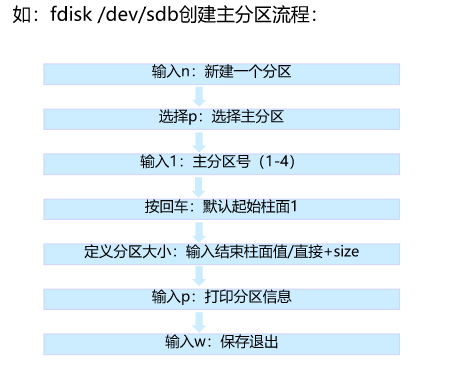 如：fdisk /dev/sdb创建主分区流程：
输入n：新建一个分区
选择p：选择主分区
输入1：主分区号（1-4）
按回车：默认起始柱面1
定义分区大小：输入结束柱面值/直接+size
输入p：打印分区信息
输入w：保存退出